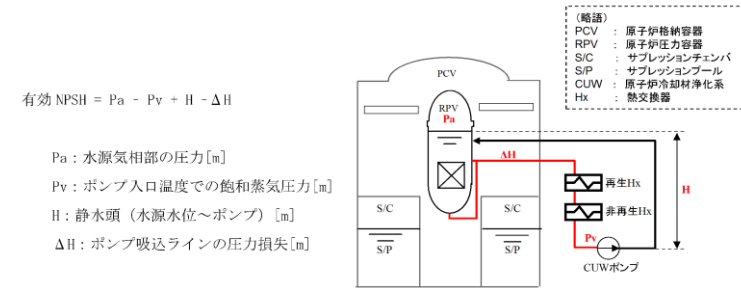 有効 NPSH = Pa - Pv + H - ΔH
Pa：水源気相部の圧力[m]
Pv：ポンプ入口温度での飽和蒸気圧力[m]
H：静水頭（水源水位～ポンプ）[m]
ΔH：ポンプ吸込ラインの圧力損失[m]
(略語)
PCV ： 原子炉格納容器
RPV ： 原子炉圧力容器
S/C ： サプレッションチェンバ
S/P ： サプレッションプール
CUW ： 原子炉冷却材浄化系
Hx ： 熱交換器
PCV
RPV
Pa
ΔH
H
再生Hx
非再生Hx
S/C
S/C
S/P
S/P
Pv
CUWポンプ